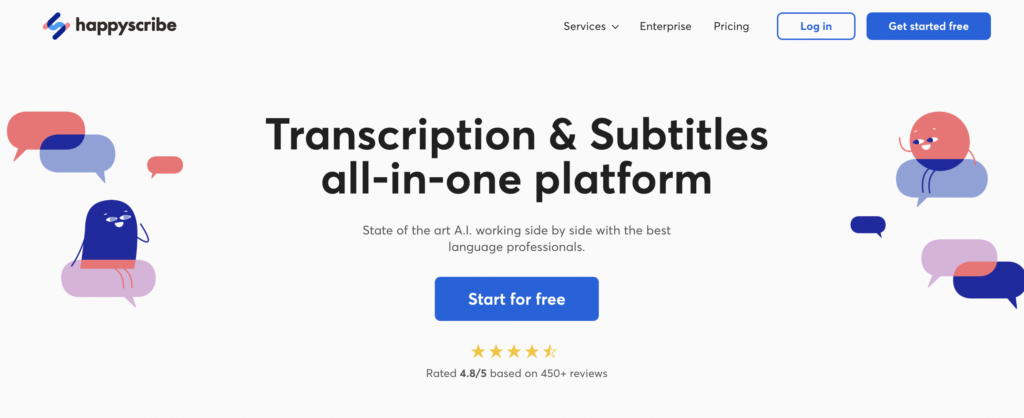 happyscribe
Services
Enterprise
Pricing
Log in
Get started free
Transcription & Subtitles
all-in-one platform
State of the art A.I. working side by side with the best
language professionals.
Start for free
Rated 4.8/5 based on 450+ reviews